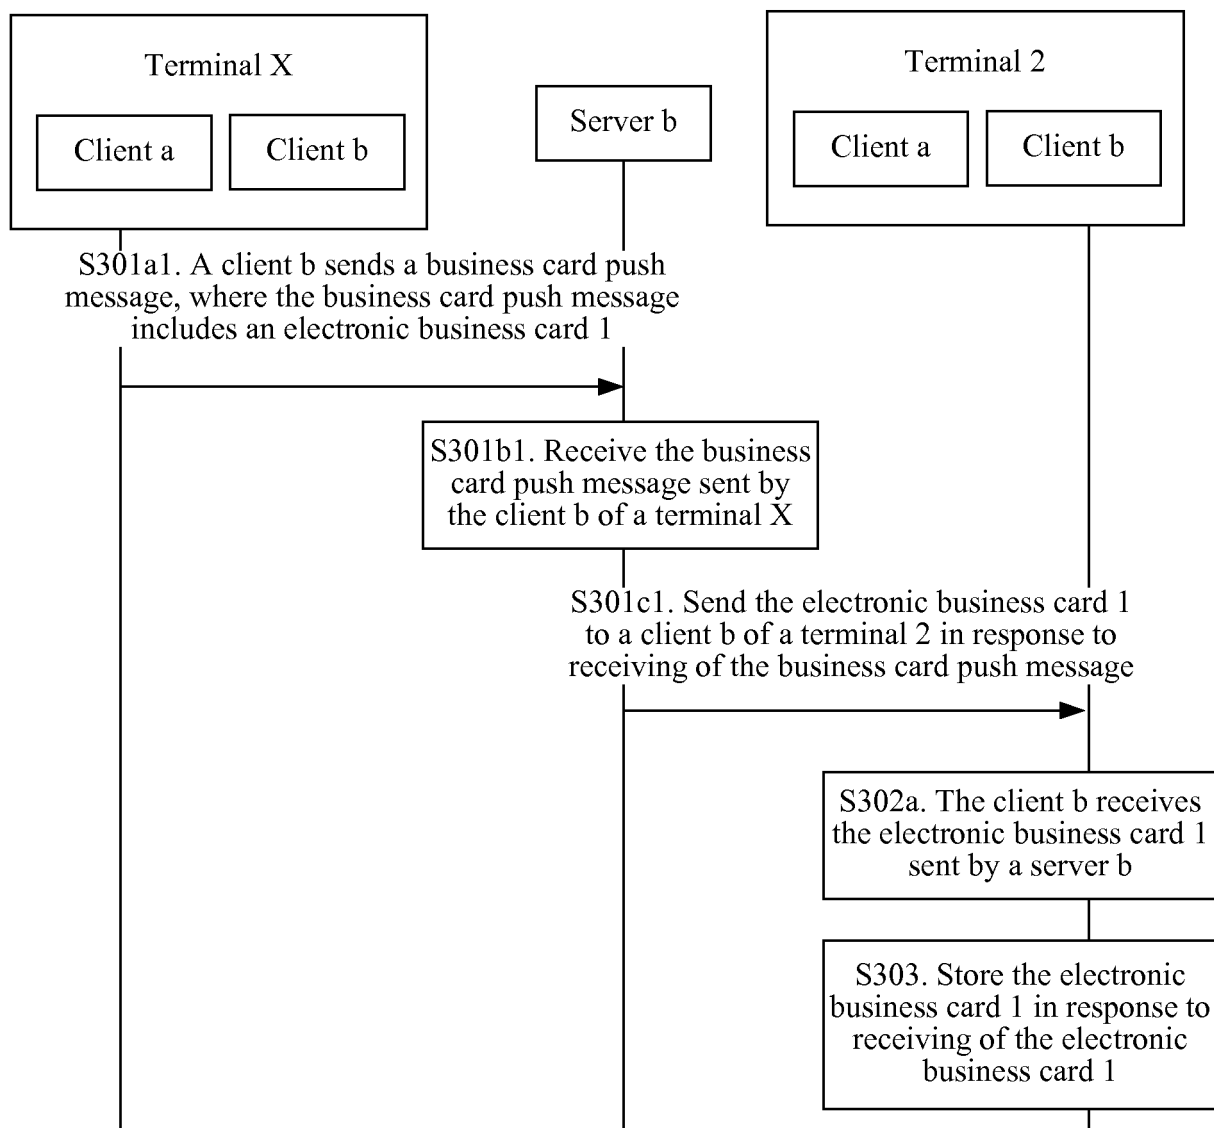 Terminal X
Client a
Client b
Server b
Terminal 2
Client a
Client b
S301a1. A client b sends a business card push
message, where the business card push message
includes an electronic business card 1
S301b1. Receive the business
card push message sent by
the client b of a terminal X
S301c1. Send the electronic business card 1
to a client b of a terminal 2 in response to
receiving of the business card push message
S302a. The client b receives
the electronic business card 1
sent by a server b
S303. Store the electronic
business card 1 in response to
receiving of the electronic
business card 1